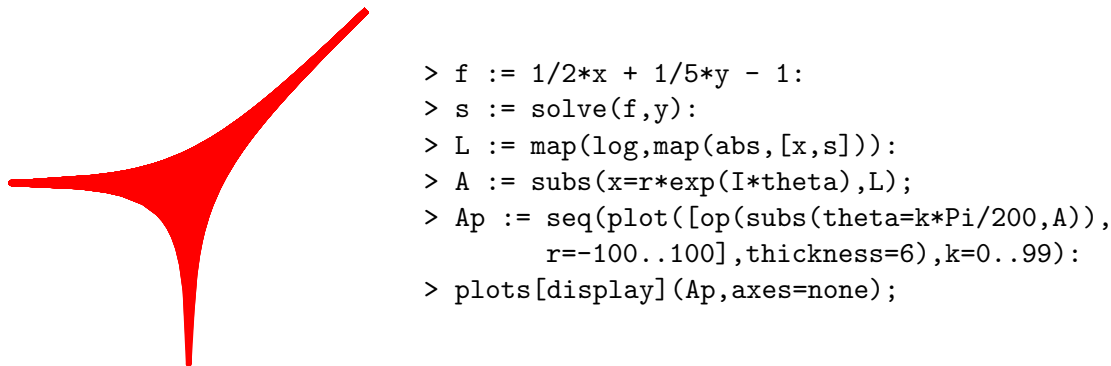 > f := 1/2*x + 1/5*y - 1:
> s := solve(f,y):
> L := map(log,map(abs,[x,s])):
> A := subs(x=r*exp(I*theta),L);
> Ap := seq(plot([op(subs(theta=k*Pi/200,A)),
r=-100..100],thickness=6),k=0..99):
> plots[display](Ap,axes=none);